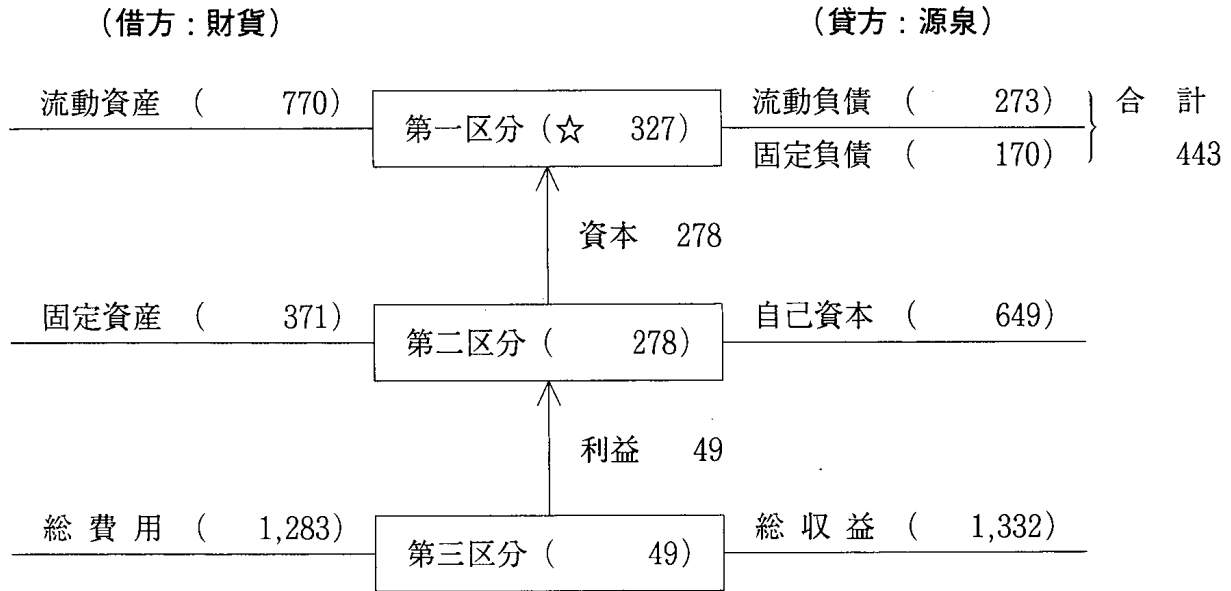 (借方：財貨) (貸方：源泉)
流動資産 ( 770) 第一区分 (☆ 327) 流動負債 ( 273) 合 計
固定負債 ( 170) 443
資本 278
固定資産 ( 371) 第二区分 ( 278) 自己資本 ( 649)
利益 49
総 費 用 ( 1,283) 第三区分 ( 49) 総 収 益 ( 1,332)